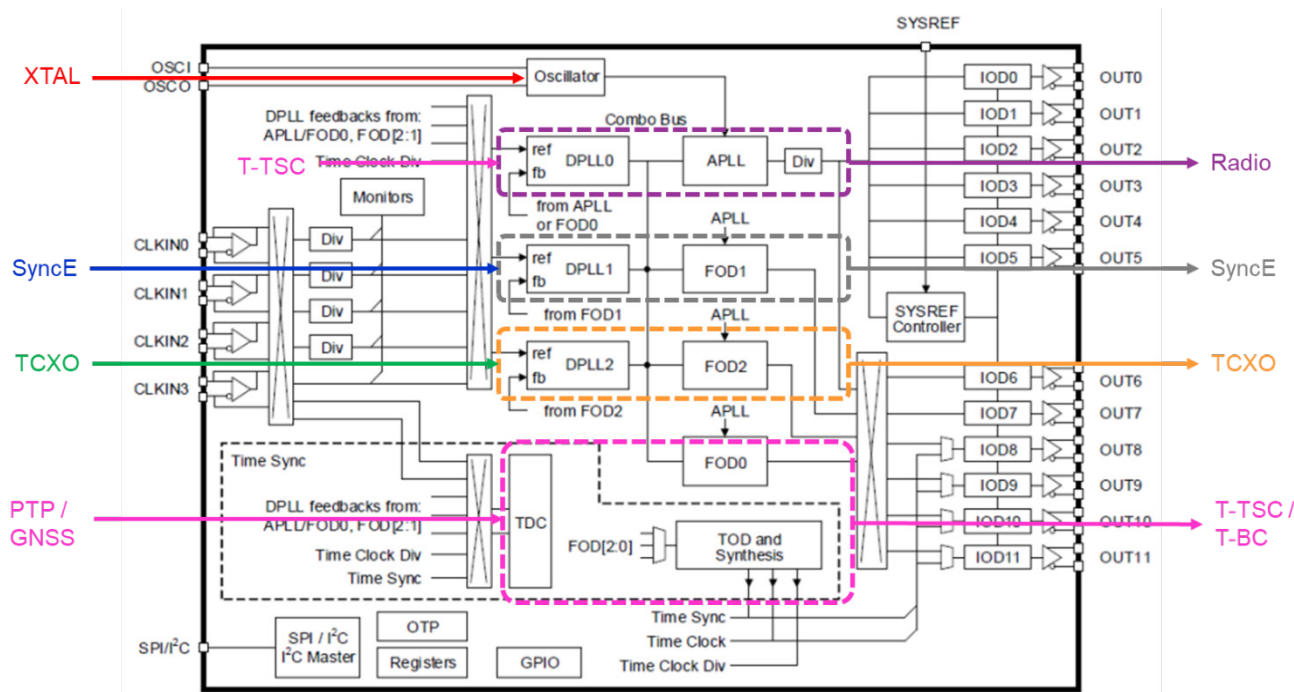 SYSREF
XTAL
OSCI
OSCO
Oscillator
DPLL feedbacks from:
APLL/FOD0, FOD[2:1]
Time Clock Div
T-TSC
Combo Bus
ref
fb
DPLL0
APLL
Div
from APLL
or FOD0
Radio
Monitors
IOD0
OUT0
IOD1
OUT1
IOD2
OUT2
IOD3
OUT3
IOD4
OUT4
IOD5
OUT5
CLKIN0
CLKIN1
CLKIN2
CLKIN3
Div
Div
Div
Div
SyncE
ref
fb
DPLL1
APLL
FOD1
from FOD1
SyncE
SYSREF
Controller
TCXO
ref
fb
DPLL2
APLL
FOD2
from FOD2
TCXO
APLL
FOD0
IOD6
OUT6
IOD7
OUT7
IOD8
OUT8
IOD9
OUT9
IOD10
OUT10
IOD11
OUT11
Time Sync
PTP /
GNSS
DPLL feedbacks from:
APLL/FOD0, FOD[2:1]
Time Clock Div
Time Sync
TDC
FOD[2:0]
TOD and
Synthesis
T-TSC /
T-BC
Time Sync
Time Clock
Time Clock Div
SPI/I²C
SPI / I²C
I²C Master
OTP
Registers
GPIO